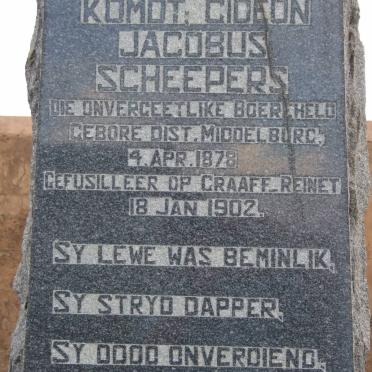 KOMDT. GIDEON
JACOBUS
SCHEEPERS
DIE ONVERGEETLIKE BOEREHELD
GEBORE DIST. MIDDELBURG,
4 APR. 1878
GEFUSILLEER OP GRAAFF-REINET
18 JAN 1902.
SY LEWE WAS BEMINLIK,
SY STRYD DAPPER,
SY DOOD ONVERDIEND,